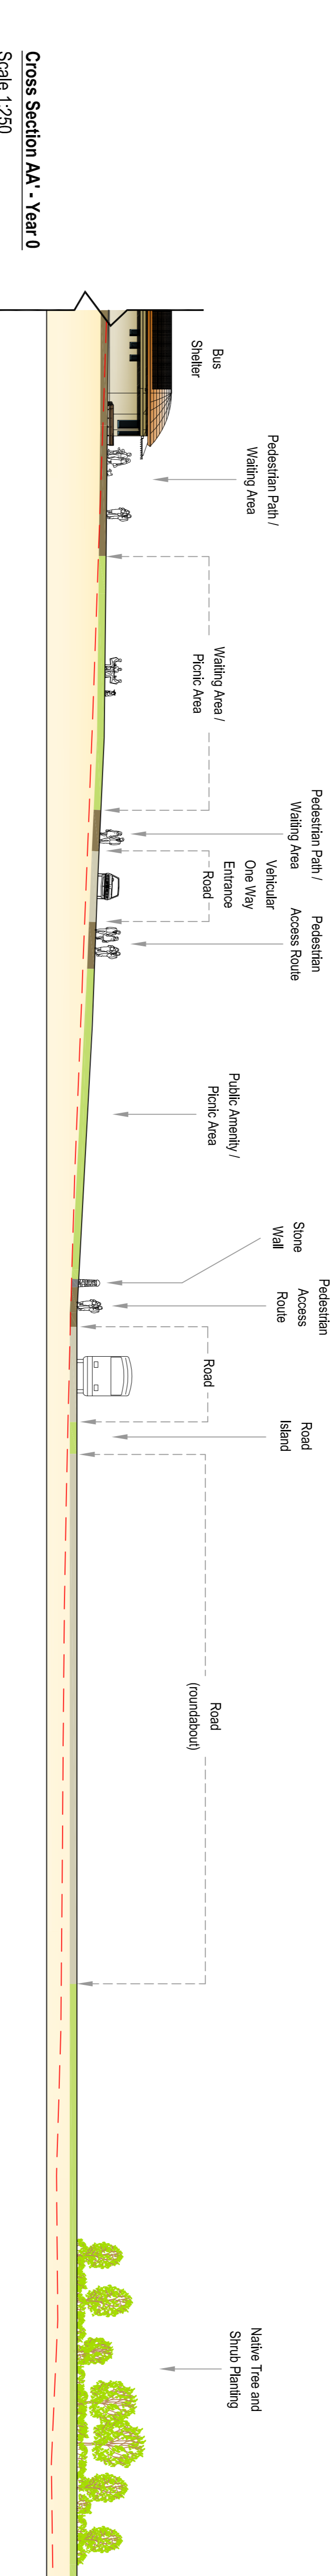 Bus
Shelter
Pedestrian Path /
Waiting Area
Waiting Area /
Picnic Area
Pedestrian Path /
Waiting Area
Vehicular
One Way
Entrance
Road
Pedestrian
Access Route
Public Amenity /
Picnic Area
Stone
Wall
Pedestrian
Access
Route
Road
Road
Island
Road
(roundabout)
Native Tree and
Shrub Planting
Cross Section AA' - Year 0
Scale 1:250